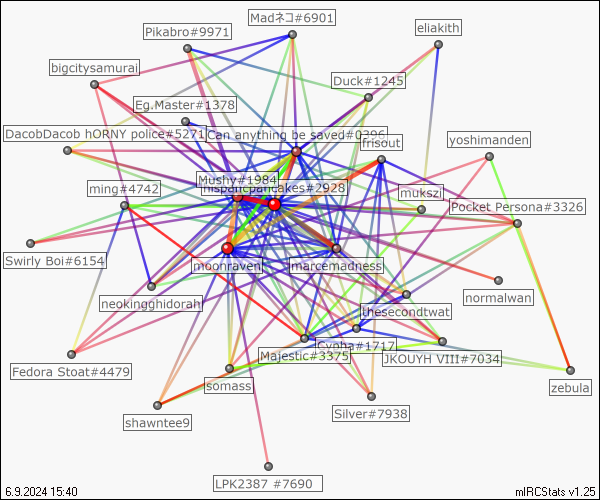 Madネコ#6901
Pikabro#9971
eliakith
bigcitysamurai
Duck#1245
Eg.Master#1378
DacobDacob hORNY police#5271
Can.anything be saved#0396
frisout
yoshimanden
Mushy#1984
hispanicpancakes#2928
ming#4742
mukszi
Pocket Persona#3326
Swirly Boi#6154
moonraven
marcemadness
neokingghidorah
normalwan
thesecondtwat
Cynha#1717
Majestic#3375
JKOUYH VIII#7034
Fedora Stoat#4479
somass
zebula
Silver#7938
shawntee9
LPK2387 #7690
6.9.2024 15:40
mIRCStats v1.25